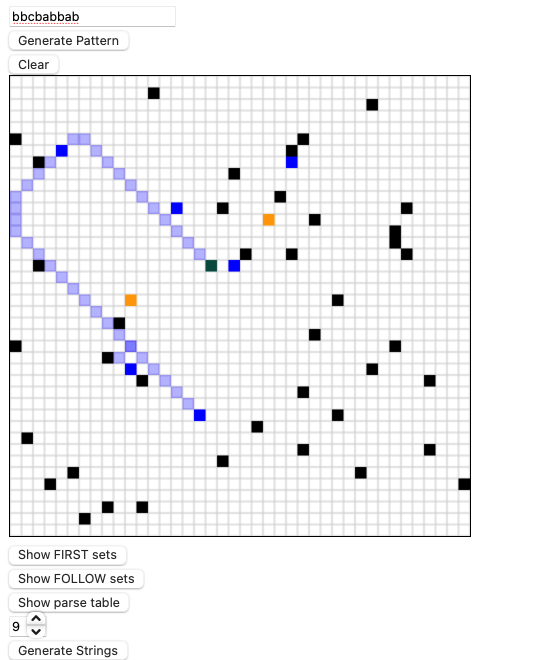 bbcbabbab
Generate Pattern
Clear
Show FIRST sets
Show FOLLOW sets
Show parse table
9
Generate Strings